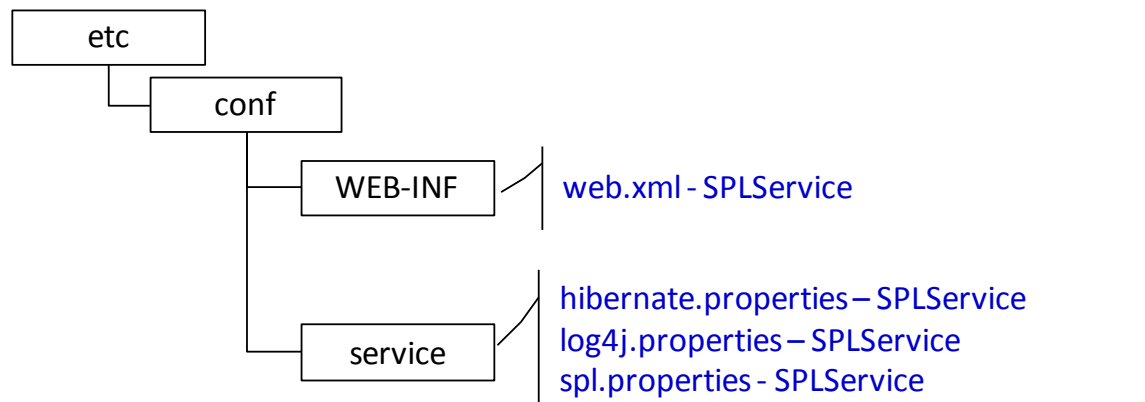 etc
conf
WEB-INF
web.xml - SPLService
hibernate.properties – SPLService
log4j.properties – SPLService
service
spl.properties - SPLService